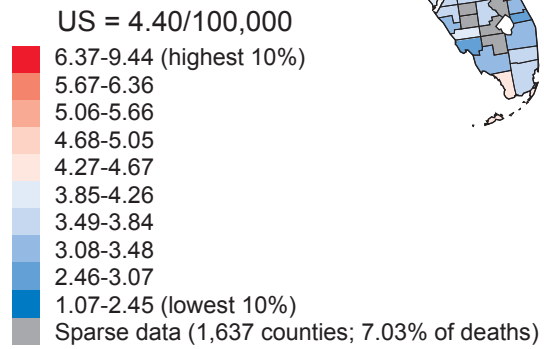 US = 4.40/100,000
6.37-9.44 (highest 10%)
5.67-6.36
5.06-5.66
4.68-5.05
4.27-4.67
3.85-4.26
3.49-3.84
3.08-3.48
2.46-3.07
1.07-2.45 (lowest 10%)
Sparse data (1,637 counties; 7.03% of deaths)